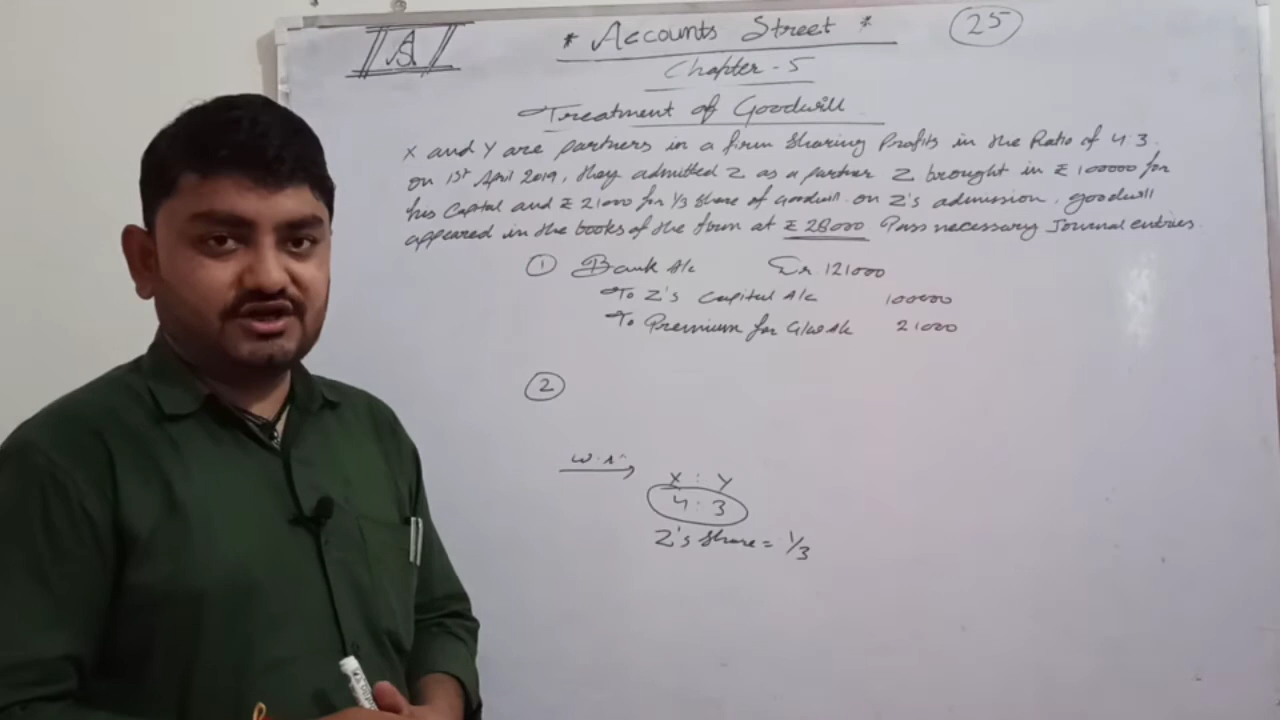 A
* Accounts Street *
25
Chapter - 5
Treatment of Goodwill
X and Y are partners in a firm Sharing Profits in the Ratio of 4:3.
on 1st April 2019, they admitted Z as a partner Z brought in ₹ 100000 for
his Capital and ₹ 21000 for 1/3 share of Goodwill. on Z's admission, goodwill
appeared in the books of the firm at ₹ 28000 Pass necessary Journal entries.
① Bank A/c Dr 121000
To Z's Capital A/c 100000
To Premium for G/w A/c 21000
②
w.n
X : Y
4 : 3
Z's Share = 1/3